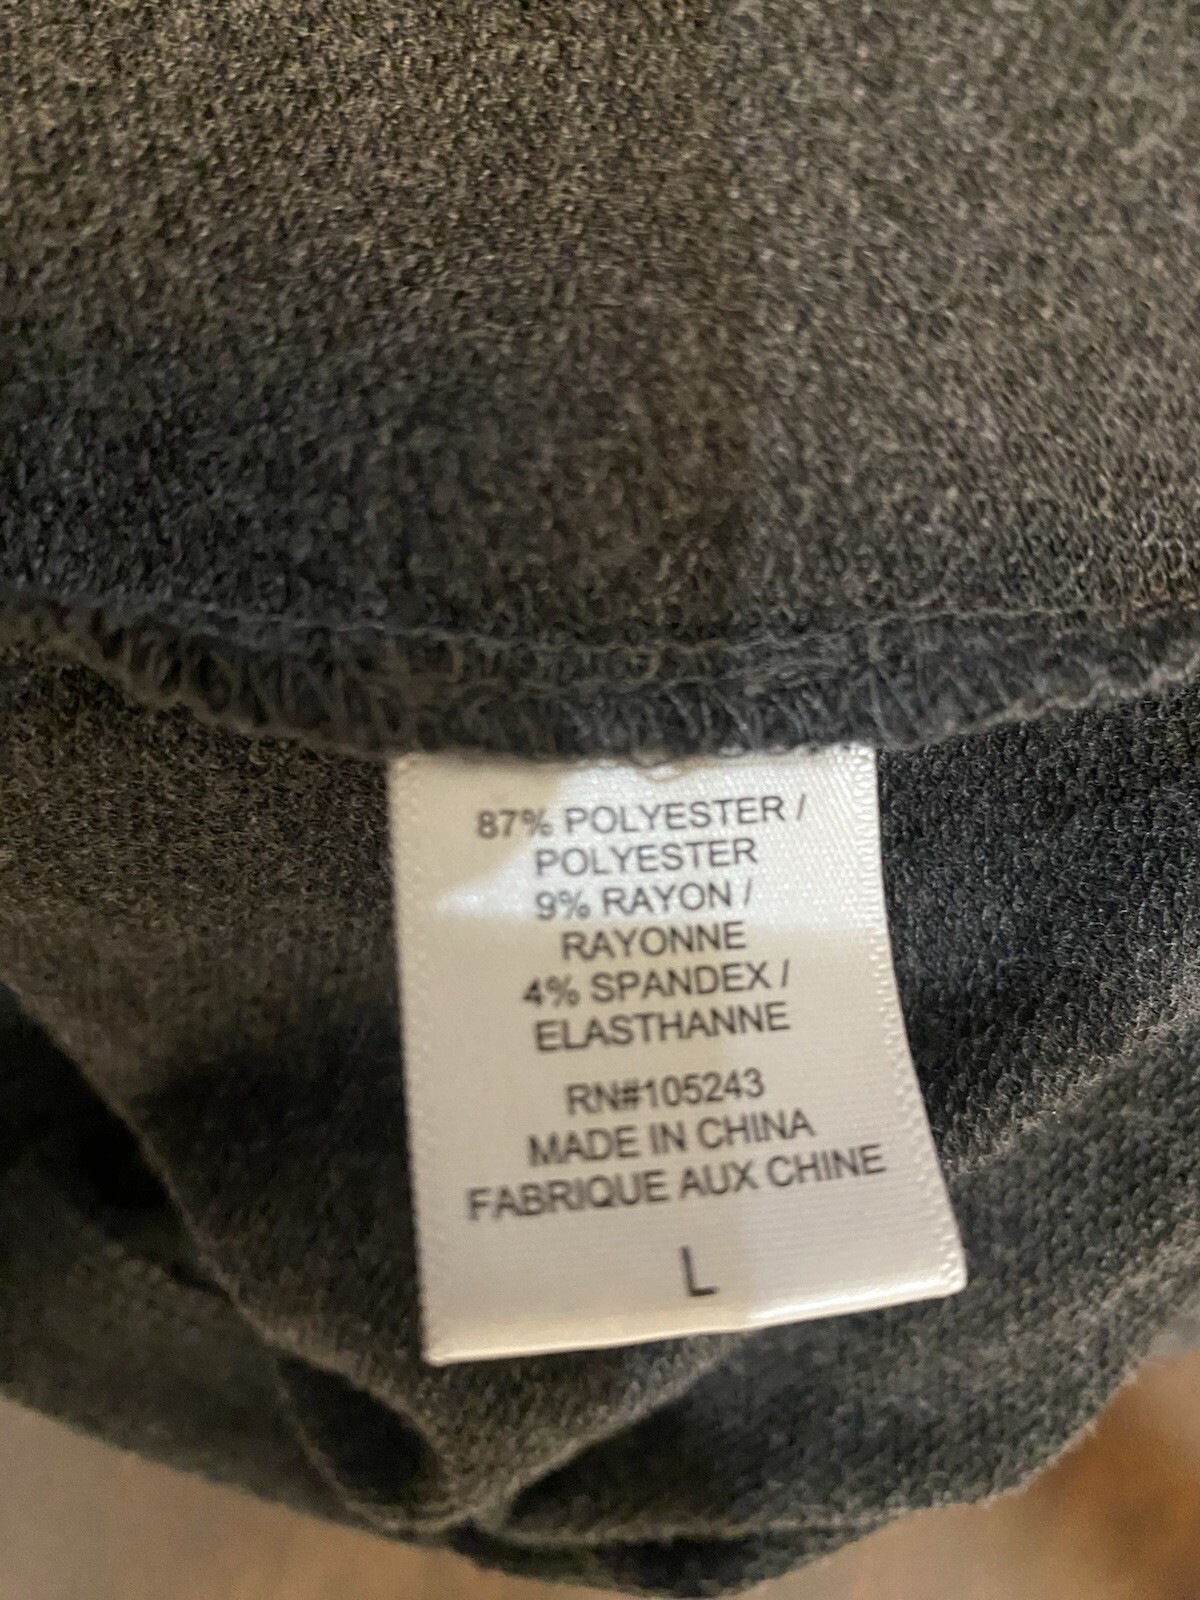 87% POLYESTER /
POLYESTER
9% RAYON /
RAYONNE
4% SPANDEX /
ELASTHANNE
RN#105243
MADE IN CHINA
FABRIQUE AUX CHINE
L